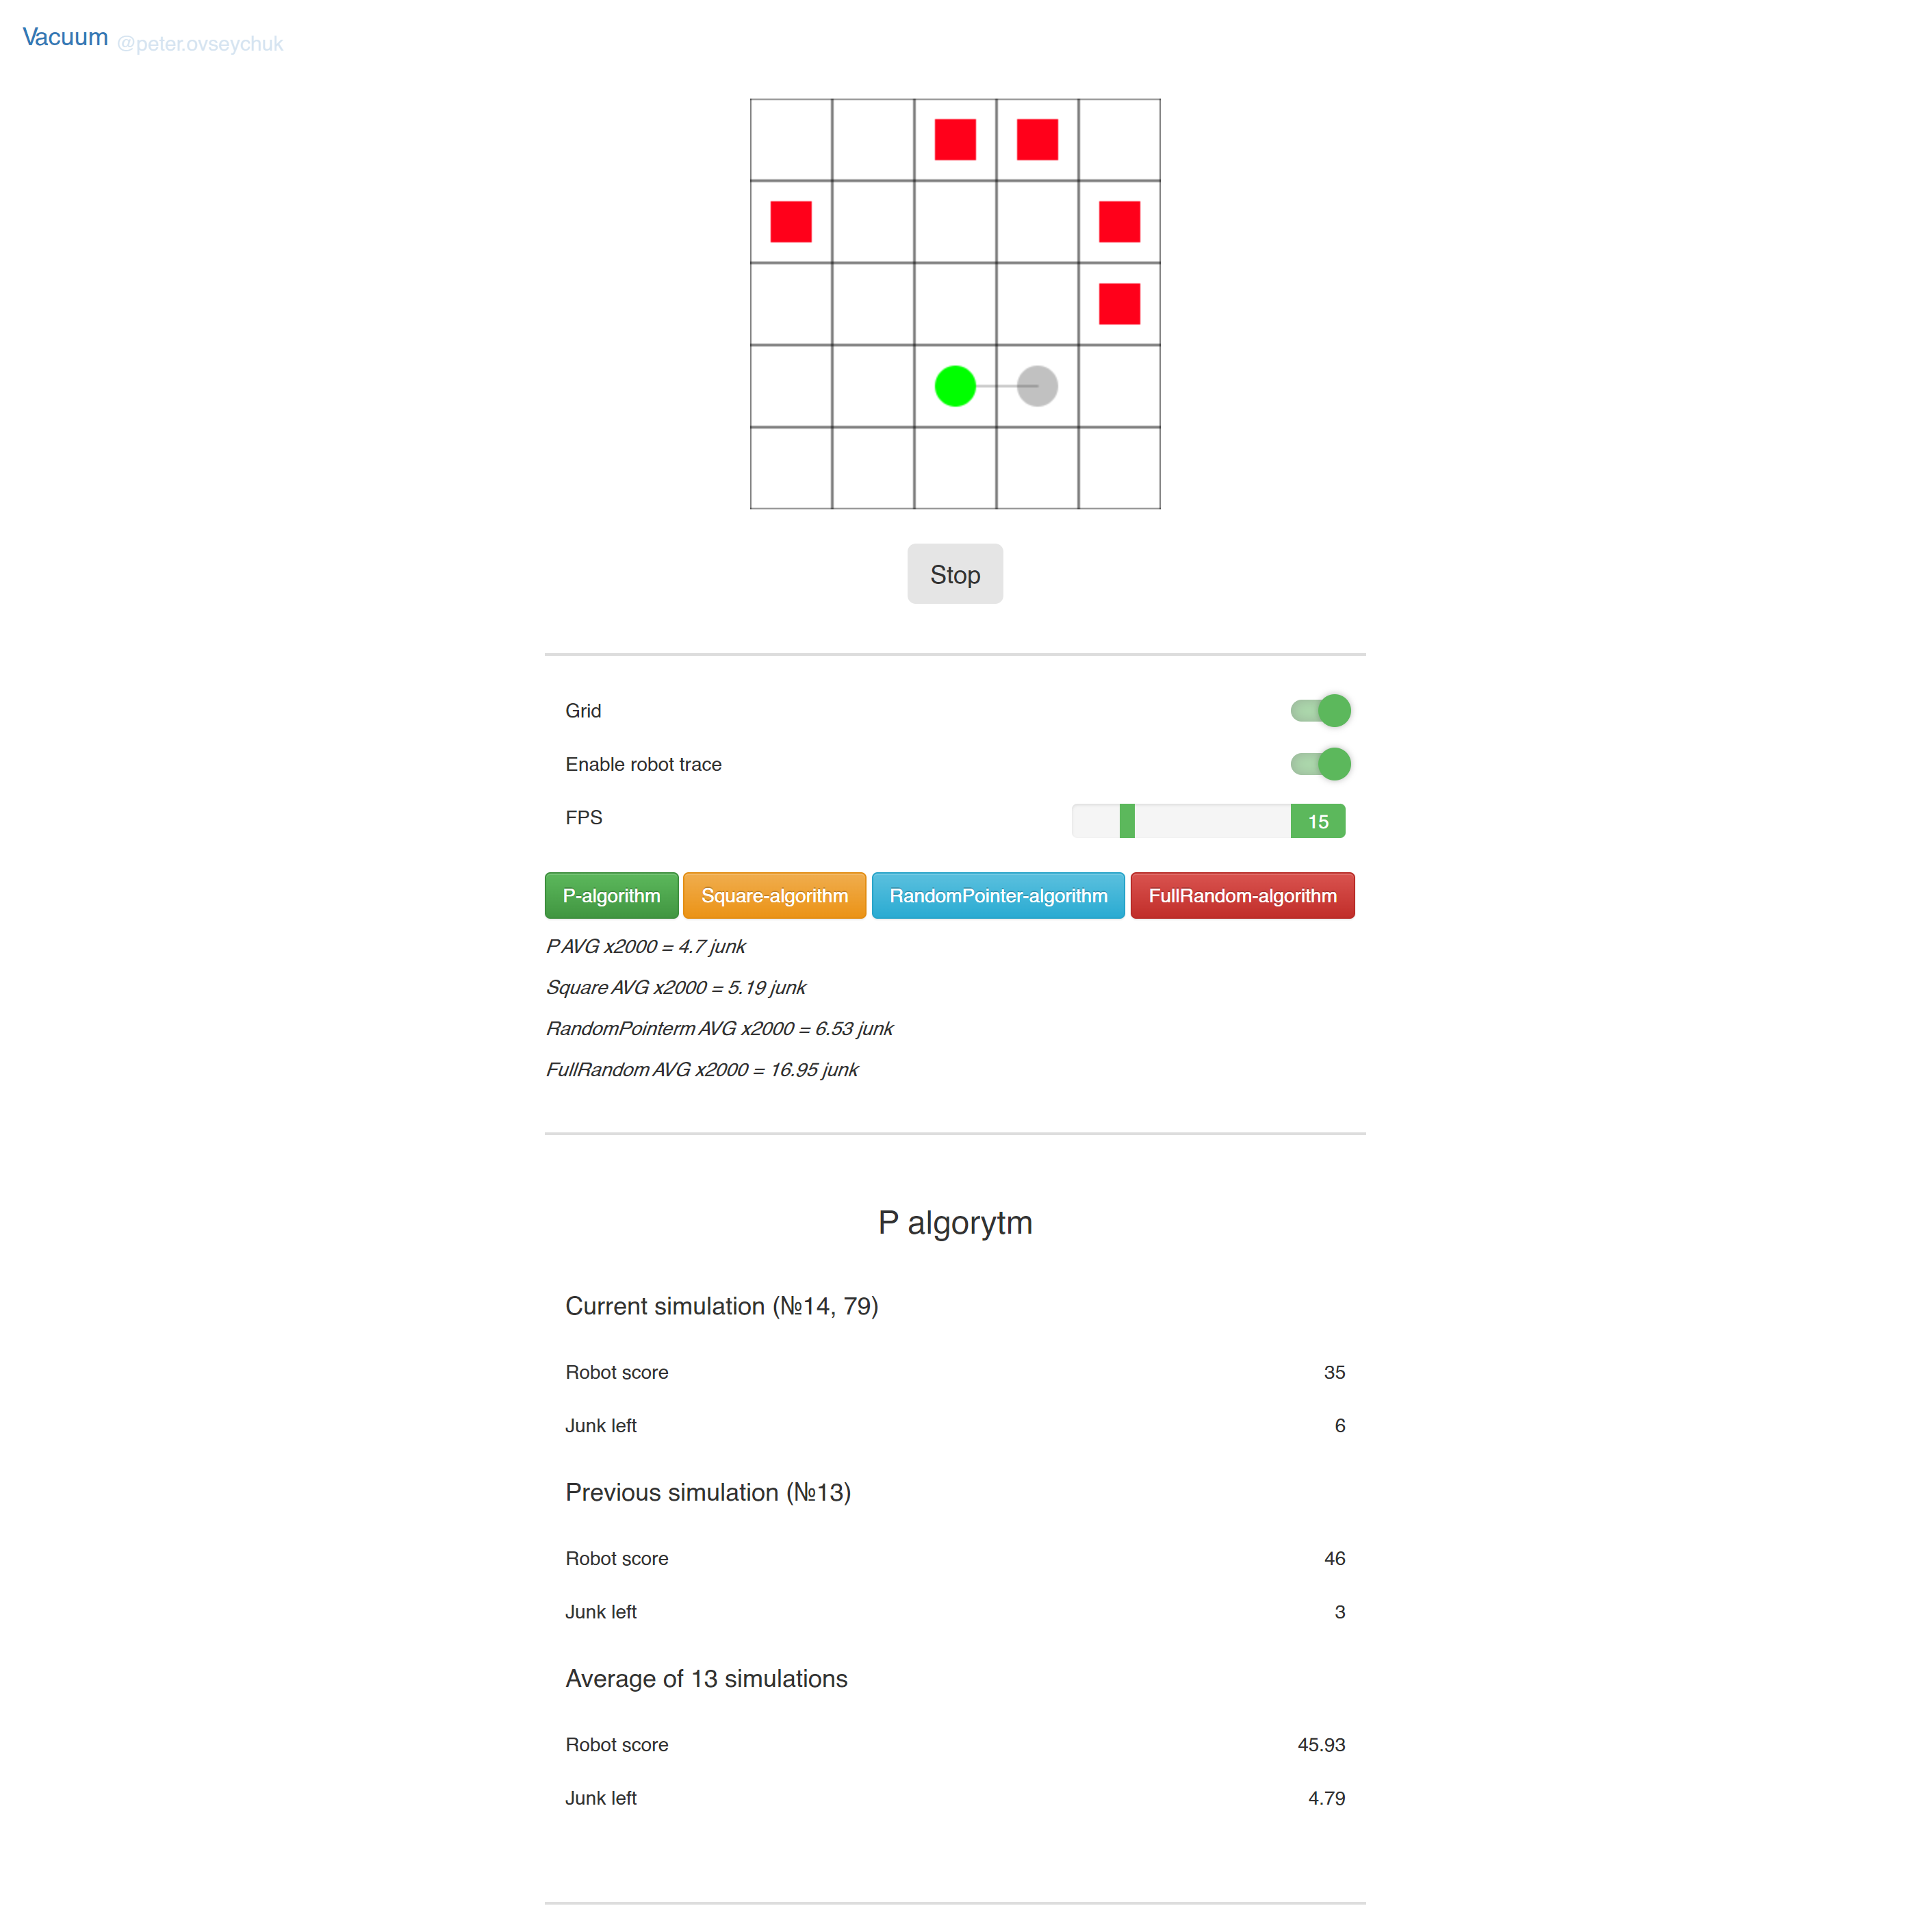 Vacuum @peter.ovseychuk
Stop
Grid
Enable robot trace
FPS 15
P-algorithm Square-algorithm RandomPointer-algorithm FullRandom-algorithm
P AVG x2000 = 4.7 junk
Square AVG x2000 = 5.19 junk
RandomPointerm AVG x2000 = 6.53 junk
FullRandom AVG x2000 = 16.95 junk
P algorytm
Current simulation (№14, 79)
Robot score 35
Junk left 6
Previous simulation (№13)
Robot score 46
Junk left 3
Average of 13 simulations
Robot score 45.93
Junk left 4.79